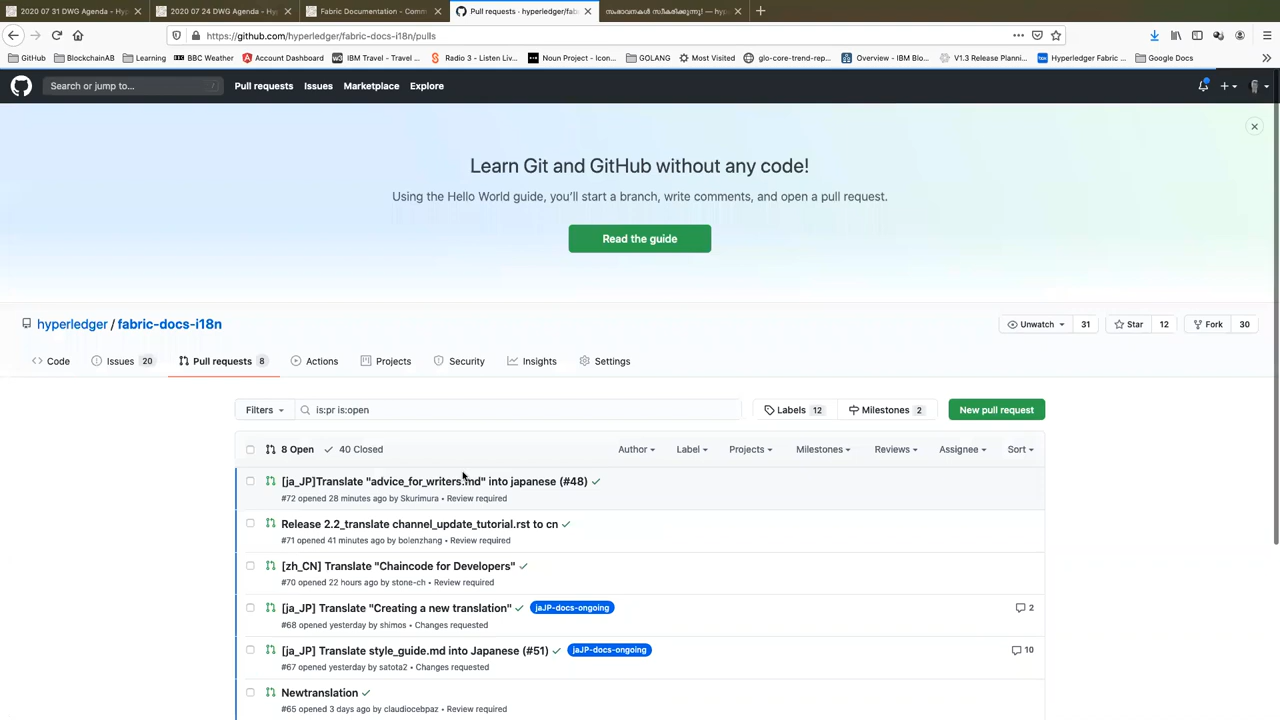 2020 07 31 DWG Agenda - Hyp
2020 07 24 DWG Agenda - Hyp
Fabric Documentation - Comm
Pull requests · hyperledger/fab
സംഭാവനകൾ സ്വീകരിക്കുന്നു! — hyp
https://github.com/hyperledger/fabric-docs-i18n/pulls
GitHub
BlockchainAB
Learning
BBC Weather
Account Dashboard
IBM Travel - Travel ...
Radio 3 - Listen Liv...
Noun Project - Icon...
GOLANG
Most Visited
glo-core-trend-rep...
Overview - IBM Blo...
V1.3 Release Planni...
Hyperledger Fabric ...
Google Docs
Search or jump to...
/
Pull requests
Issues
Marketplace
Explore
Learn Git and GitHub without any code!
Using the Hello World guide, you’ll start a branch, write comments, and open a pull request.
Read the guide
hyperledger / fabric-docs-i18n
Unwatch 31
Star 12
Fork 30
Code
Issues 20
Pull requests 8
Actions
Projects
Security
Insights
Settings
Filters
is:pr is:open
Labels 12
Milestones 2
New pull request
8 Open
40 Closed
Author
Label
Projects
Milestones
Reviews
Assignee
Sort
[ja_JP]Translate "advice_for_writers.md" into japanese (#48)
#72 opened 28 minutes ago by Skurimura • Review required
Release 2.2_translate channel_update_tutorial.rst to cn
#71 opened 41 minutes ago by bolenzhang • Review required
[zh_CN] Translate "Chaincode for Developers"
#70 opened 22 hours ago by stone-ch • Review required
[ja_JP] Translate "Creating a new translation" jaJP-docs-ongoing 2
#68 opened yesterday by shimos • Changes requested
[ja_JP] Translate style_guide.md into Japanese (#51) jaJP-docs-ongoing 10
#67 opened yesterday by satota2 • Changes requested
Newtranslation
#65 opened 3 days ago by claudiocebpaz • Review required